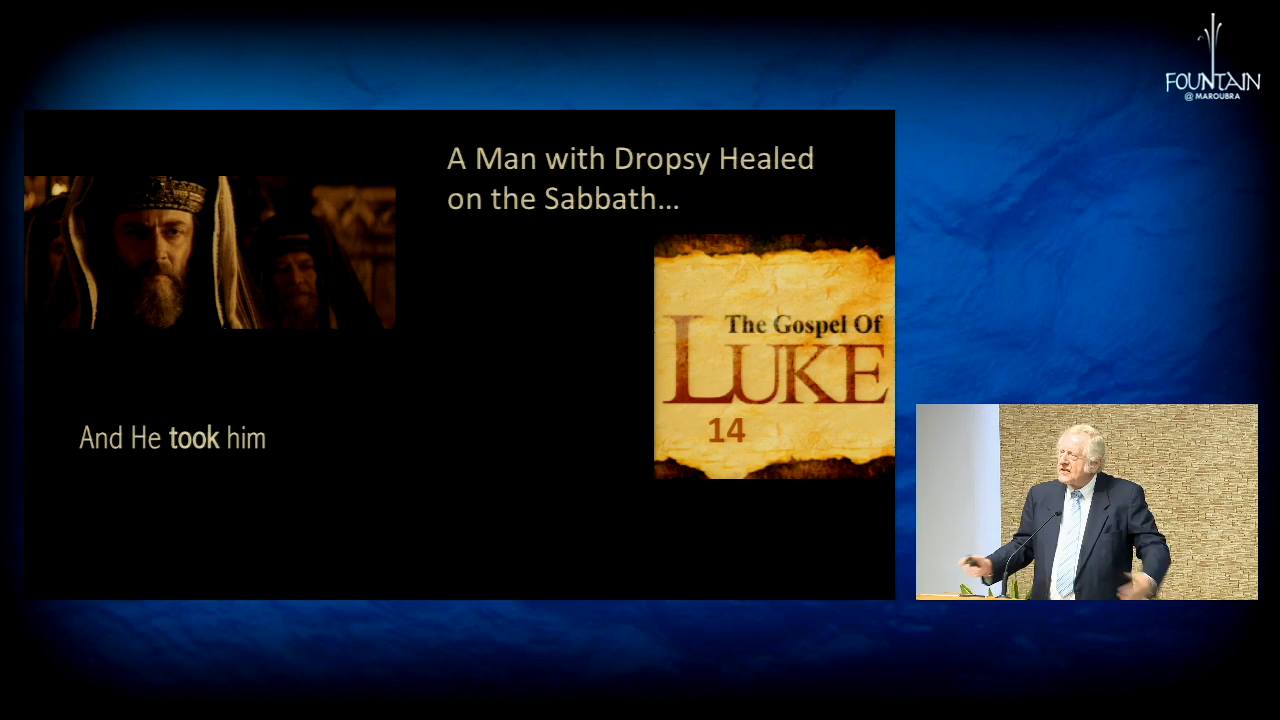 FOUNTAIN
@ MAROUBRA
A Man with Dropsy Healed
on the Sabbath...
The Gospel Of
LUKE
14
And He took him